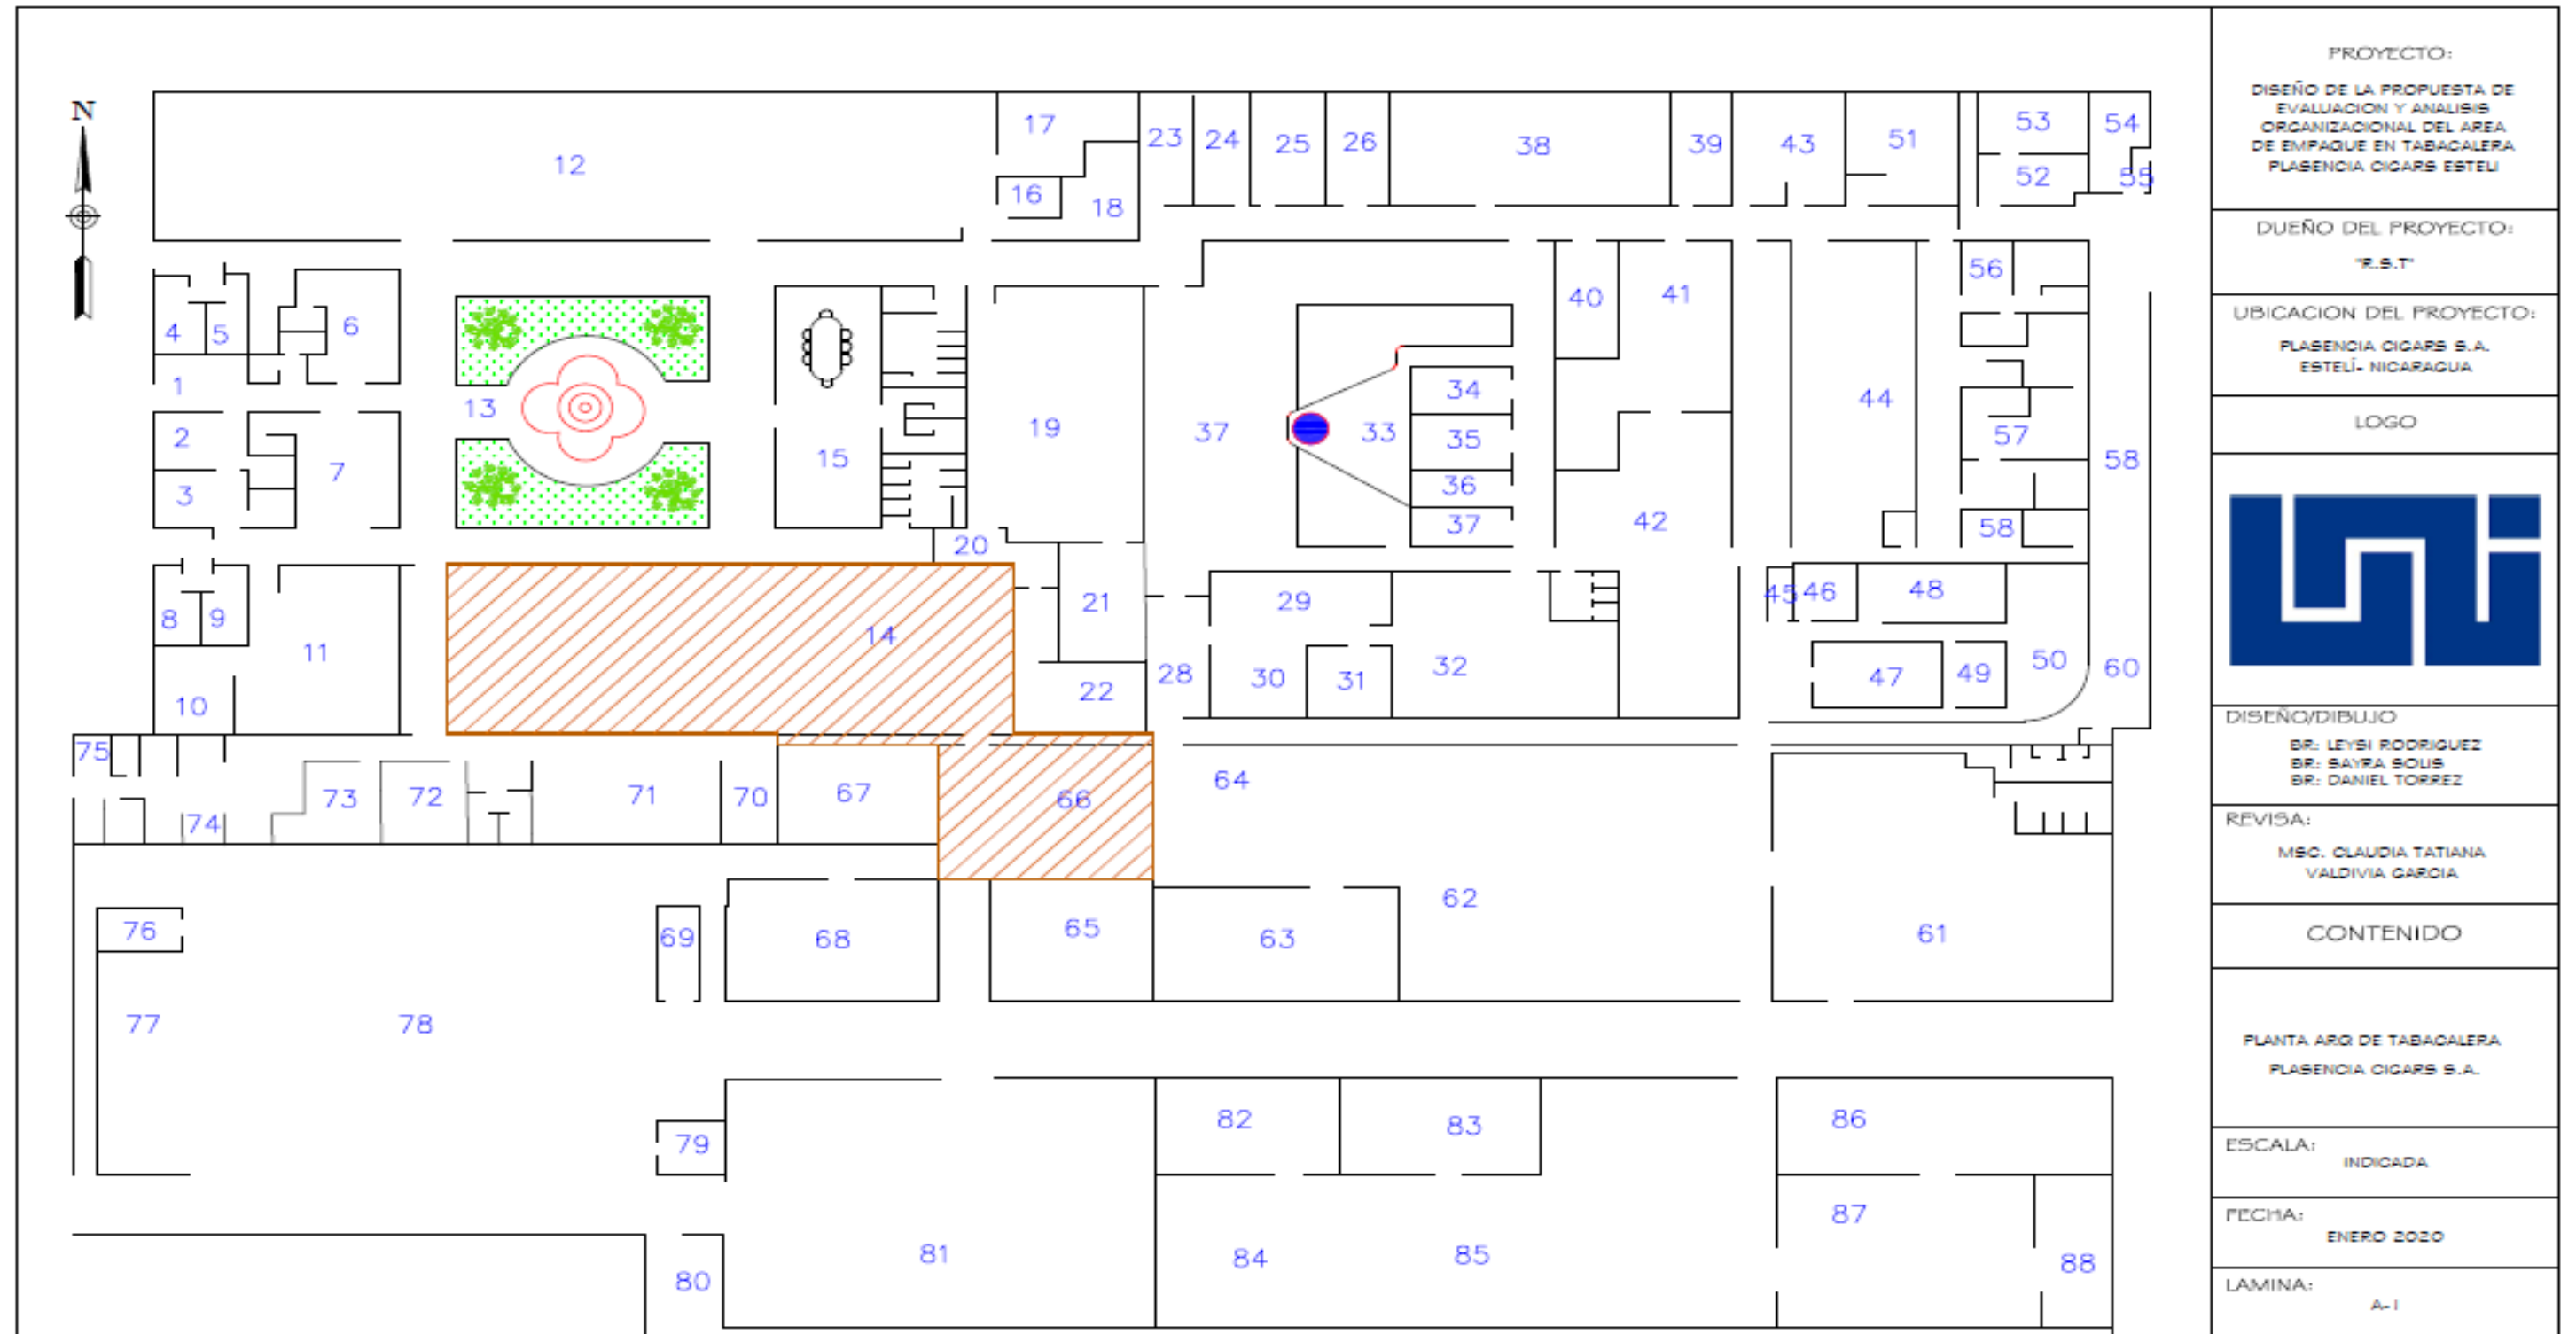 N
12
17
16
18
23
24
25
26
38
39
43
51
53
52
54
55
4
5
6
1
2
3
7
13
15
19
20
37
33
34
35
36
37
40
41
42
44
56
57
58
58
8
9
10
11
14
21
22
28
29
30
31
32
45
46
48
47
49
50
60
75
74
73
72
71
70
67
66
64
62
61
76
77
78
69
68
65
63
79
80
81
82
83
84
85
86
87
88
PROYECTO:
DISEÑO DE LA PROPUESTA DE
EVALUACION Y ANALISIS
ORGANIZACIONAL DEL AREA
DE EMPAQUE EN TABACALERA
PLASENCIA CIGARS ESTELI
DUEÑO DEL PROYECTO:
"R.S.T"
UBICACION DEL PROYECTO:
PLASENCIA CIGARS S.A.
ESTELÍ- NICARAGUA
LOGO
UNI
DISEÑO/DIBUJO
BR: LEYSI RODRIGUEZ
BR: SAYRA SOLIS
BR: DANIEL TORREZ
REVISA:
MSC. CLAUDIA TATIANA
VALDIVIA GARCIA
CONTENIDO
PLANTA ARQ DE TABACALERA
PLASENCIA CIGARS S.A.
ESCALA:
INDICADA
FECHA:
ENERO 2020
LAMINA:
A-1